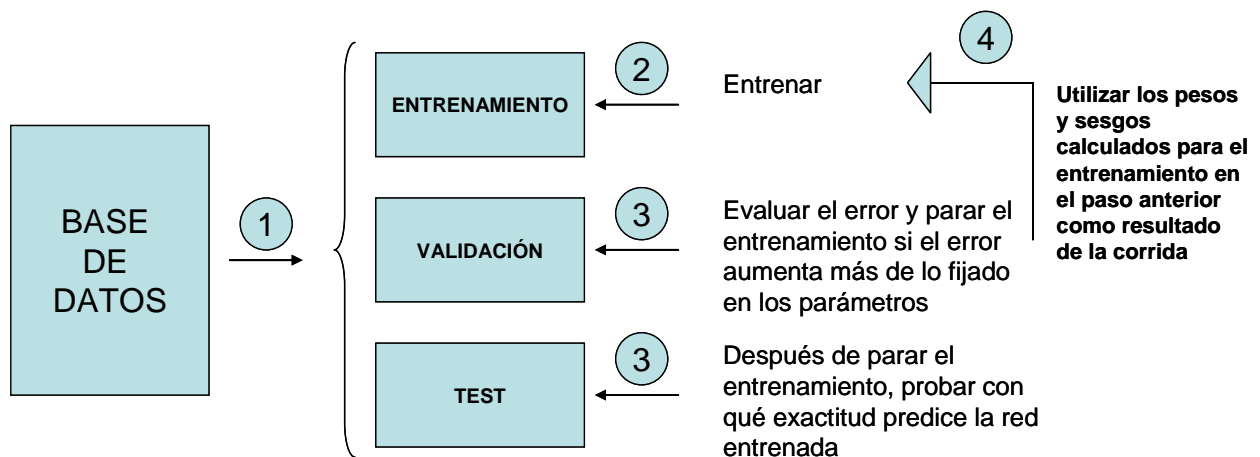 BASE
DE
DATOS
1
ENTRENAMIENTO
2
Entrenar
4
Utilizar los pesos
y sesgos
calculados para el
entrenamiento en
el paso anterior
como resultado
de la corrida
VALIDACIÓN
3
Evaluar el error y parar el
entrenamiento si el error
aumenta más de lo fijado
en los parámetros
TEST
3
Después de parar el
entrenamiento, probar con
qué exactitud predice la red
entrenada